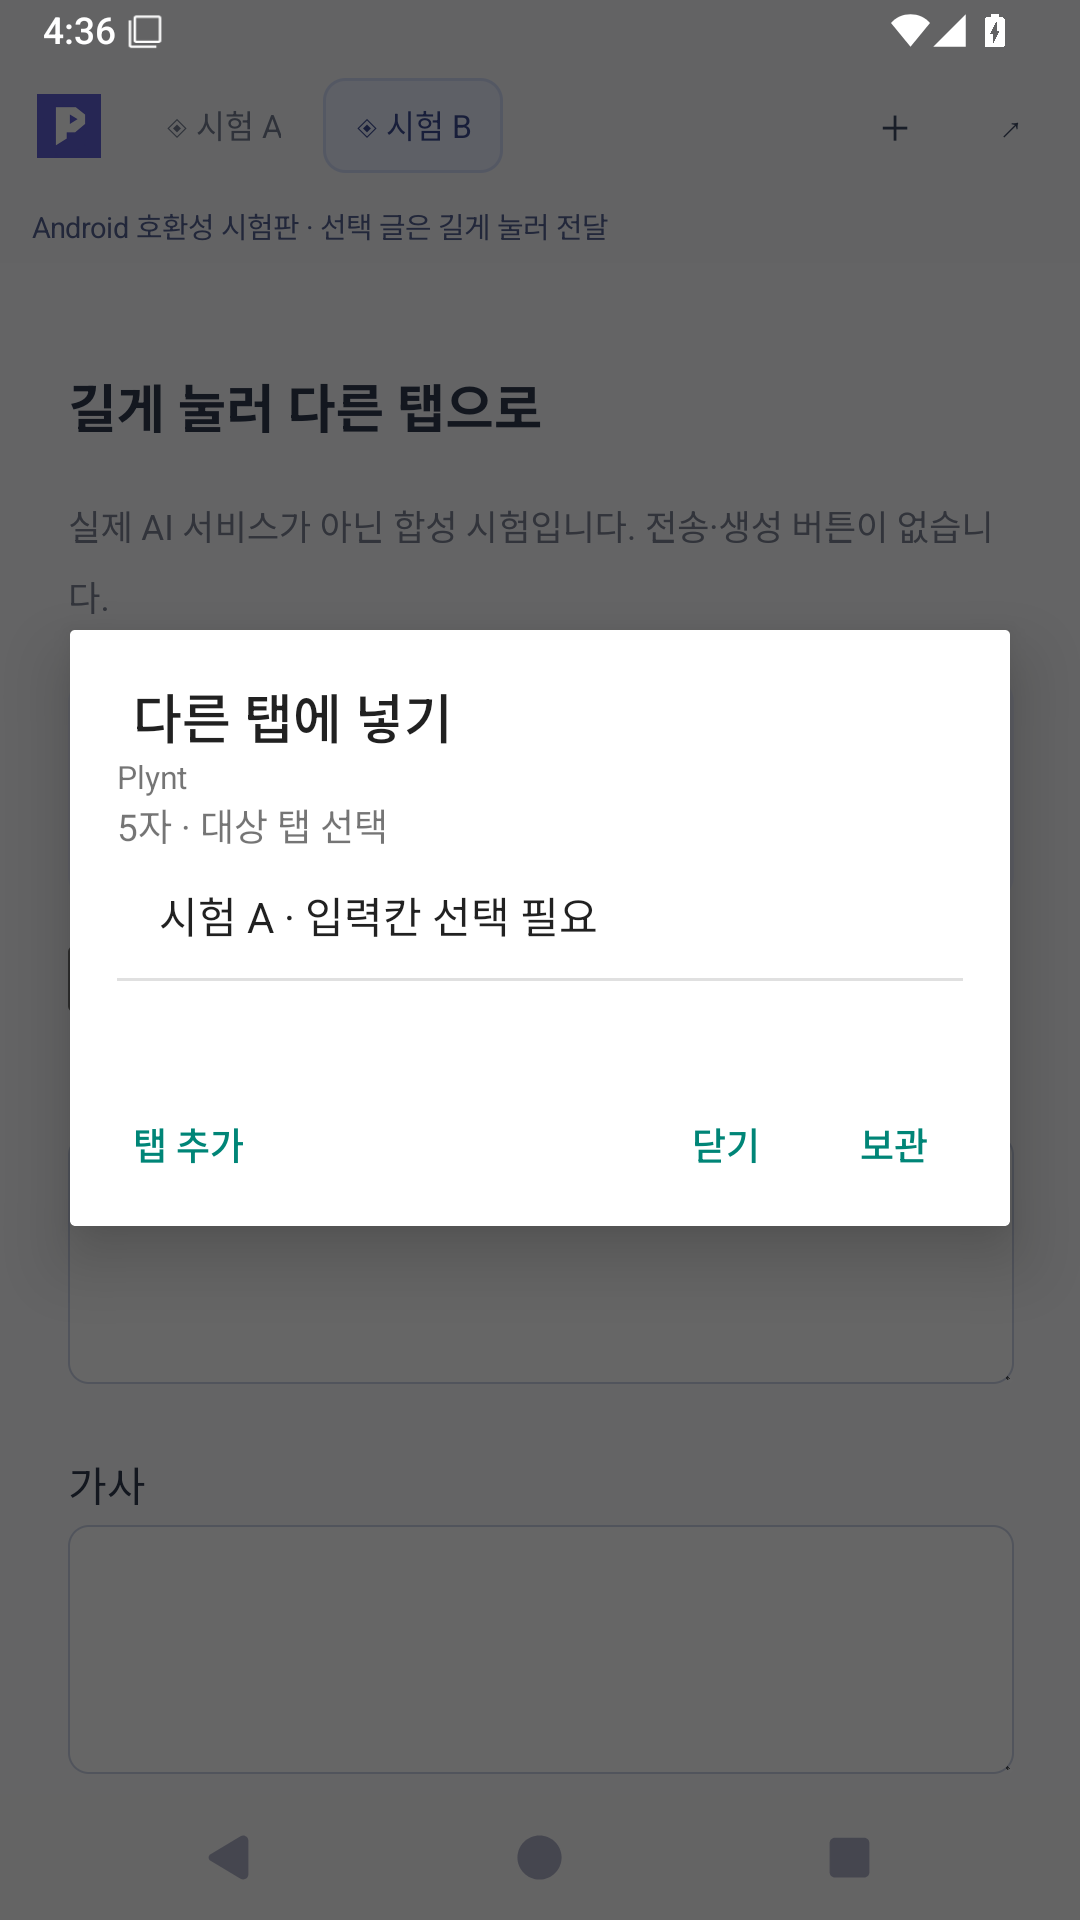 4:36
시험 A
시험 B
Android 호환성 시험판 · 선택 글은 길게 눌러 전달
길게 눌러 다른 탭으로
실제 AI 서비스가 아닌 합성 시험입니다. 전송·생성 버튼이 없습니
다.
다른 탭에 넣기
Plynt
5자 · 대상 탭 선택
시험 A · 입력칸 선택 필요
탭 추가
닫기
보관
가사